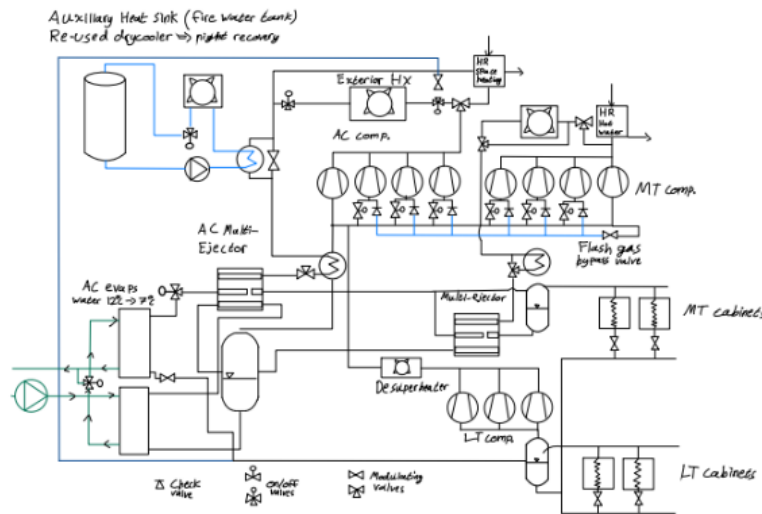 Auxillary Heat sink (fire water tank)
Re-used drycooler => night recovery
HR
space
heating
Exterior Hx
HR
Hot
water
AC comp.
MT comp.
AC Multi-
Ejector
Flash gas
bypass valve
AC evaps
water 12° → 7°
Multi-ejector
MT cabinets
Desuperheater
LT comp.
LT cabinets
Check
valve
on/off
valves
Modulating
valves